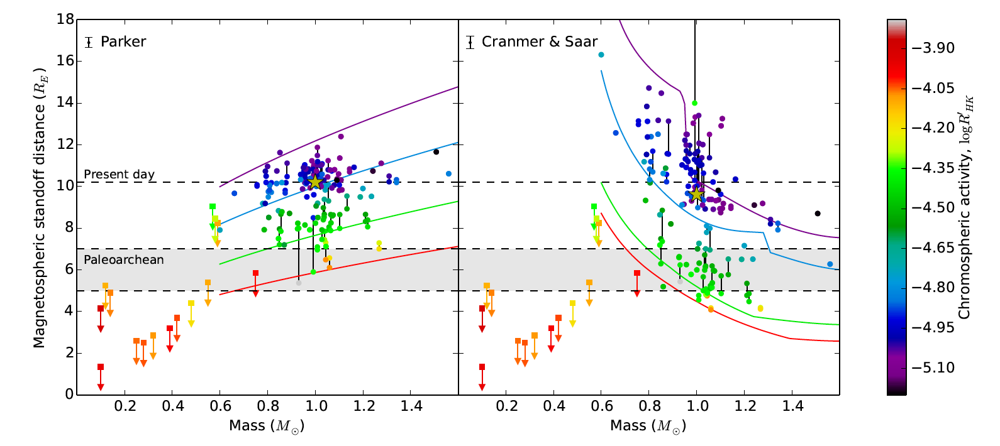 18
16
14
12
10
8
6
4
2
0
Magnetospheric standoff distance (R_E)
Parker
Present day
Paleoarchean
0.2 0.4 0.6 0.8 1.0 1.2 1.4
Mass (M_⊙)
Cranmer & Saar
0.2 0.4 0.6 0.8 1.0 1.2 1.4
Mass (M_⊙)
−3.90
−4.05
−4.20
−4.35
−4.50
−4.65
−4.80
−4.95
−5.10
Chromospheric activity, log R′_HK